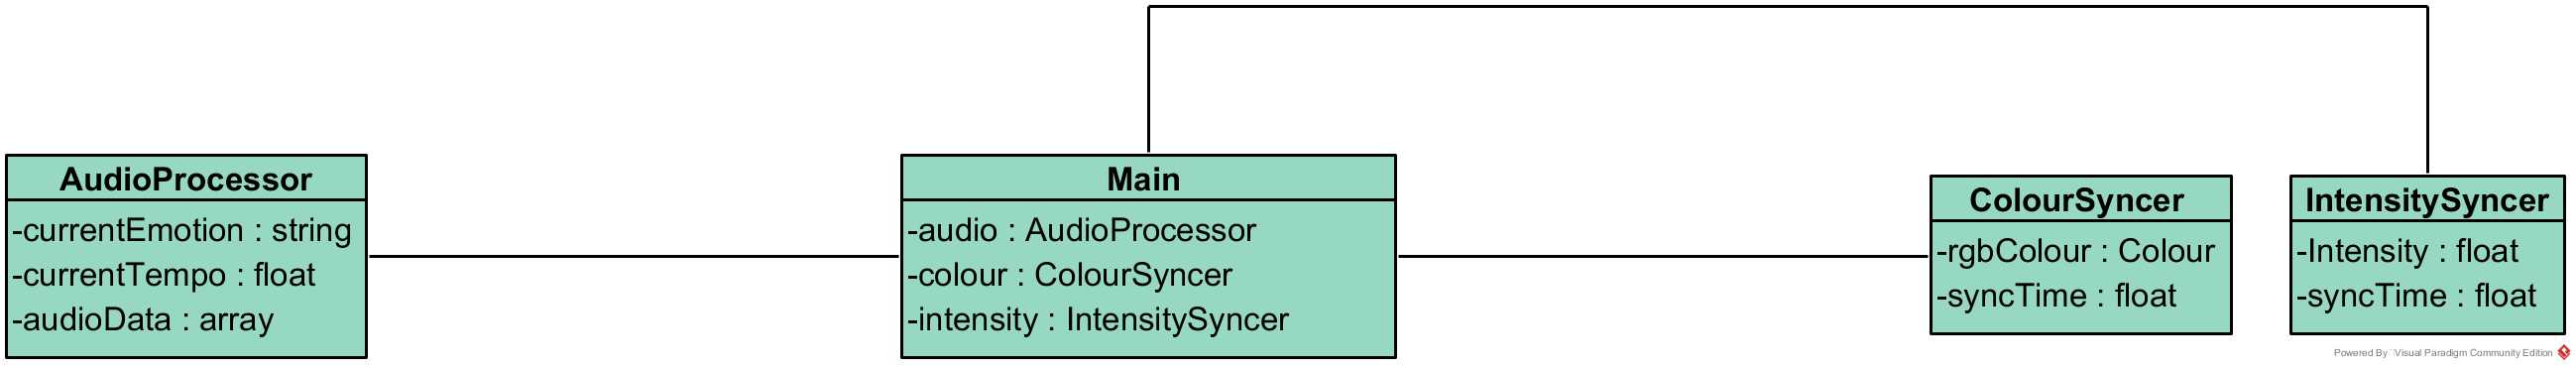 AudioProcessor
-currentEmotion : string
-currentTempo : float
-audioData : array
Main
-audio : AudioProcessor
-colour : ColourSyncer
-intensity : IntensitySyncer
ColourSyncer
-rgbColour : Colour
-syncTime : float
IntensitySyncer
-Intensity : float
-syncTime : float
Powered By Visual Paradigm Community Edition